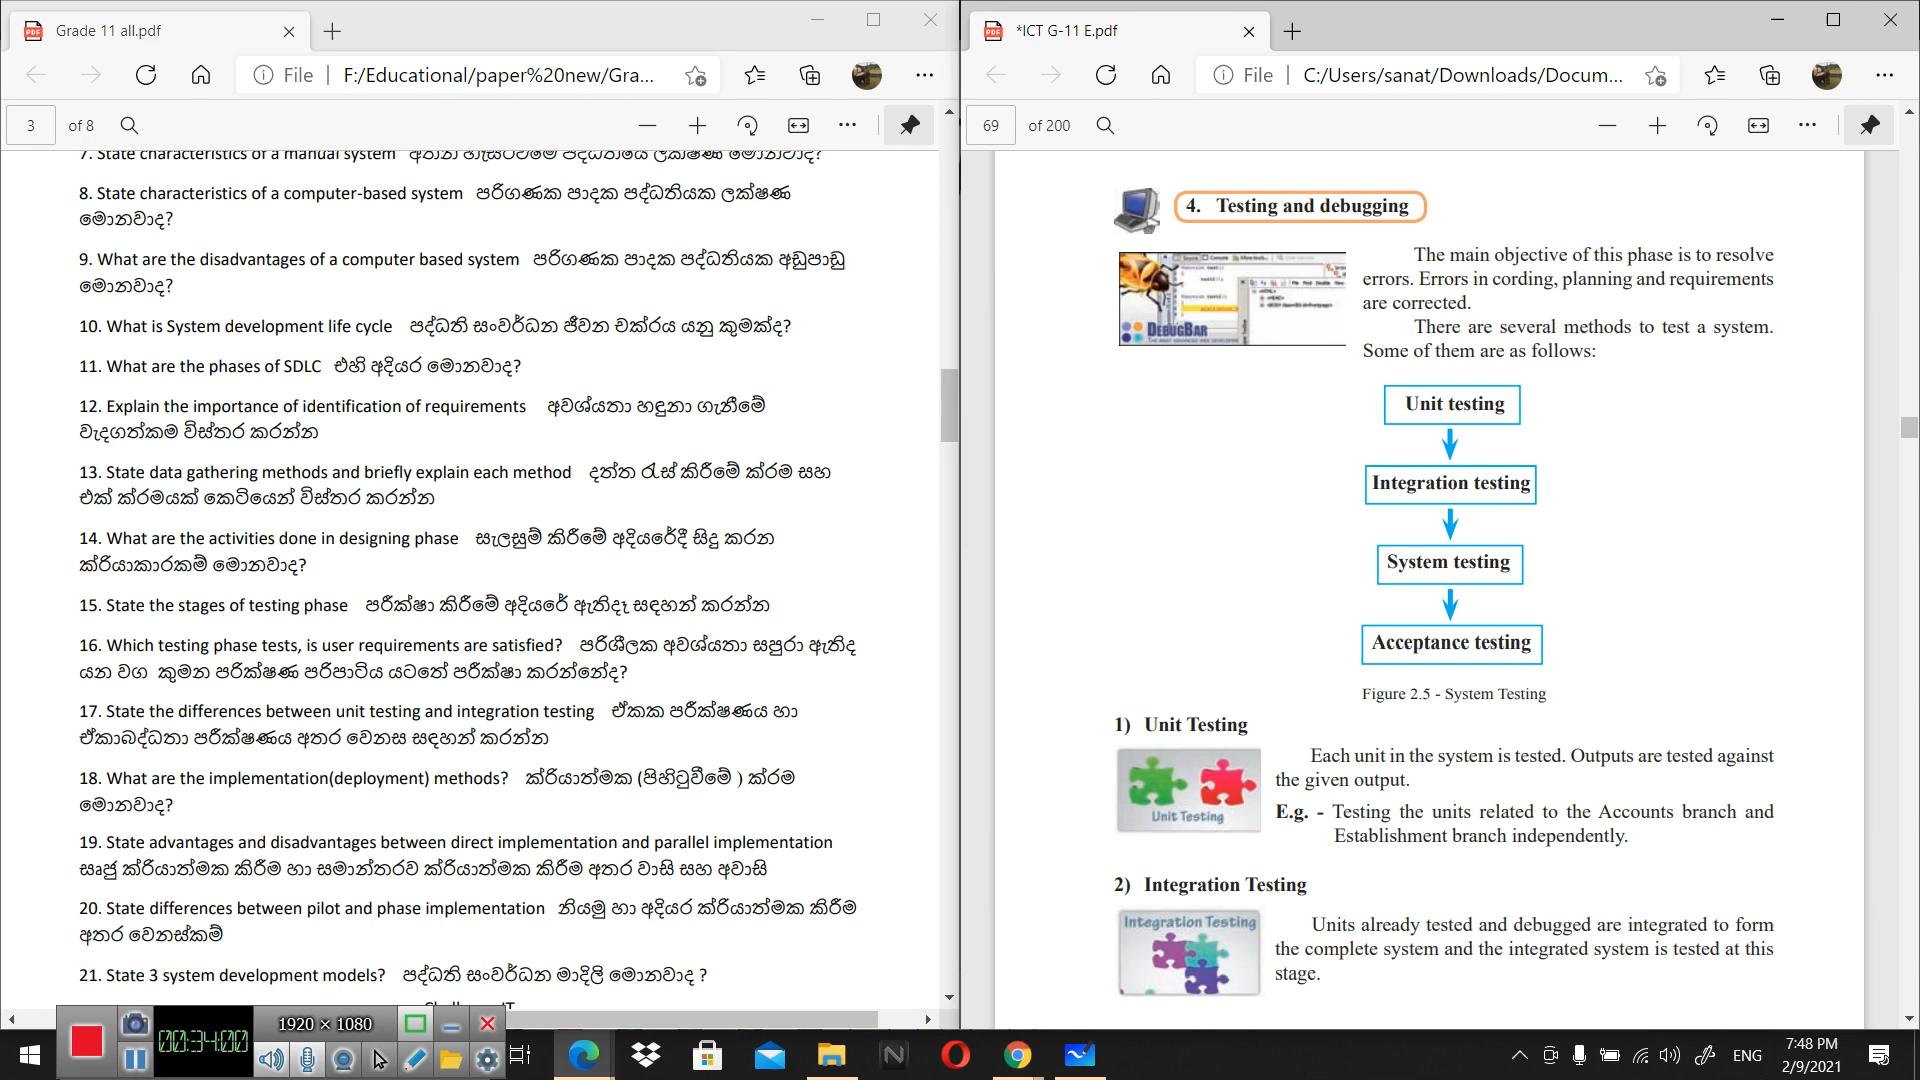 Grade 11 all.pdf
File
F:/Educational/paper%20new/Gra...
3 of 8
7. State characteristics of a manual system
8. State characteristics of a computer-based system පරිගණක පාදක පද්ධතියක ලක්ෂණ
මොනවාද?
9. What are the disadvantages of a computer based system පරිගණක පාදක පද්ධතියක අඩුපාඩු
මොනවාද?
10. What is System development life cycle පද්ධති සංවර්ධන ජීවන චක්රය යනු කුමක්ද?
11. What are the phases of SDLC එහි අදියර මොනවාද?
12. Explain the importance of identification of requirements අවශ්යතා හඳුනා ගැනීමේ
වැදගත්කම විස්තර කරන්න
13. State data gathering methods and briefly explain each method දත්ත රැස් කිරීමේ ක්රම සහ
එක් ක්රමයක් කෙටියෙන් විස්තර කරන්න
14. What are the activities done in designing phase සැලසුම් කිරීමේ අදියරේදී සිදු කරන
ක්රියාකාරකම් මොනවාද?
15. State the stages of testing phase පරීක්ෂා කිරීමේ අදියරේ ඇතිදෑ සඳහන් කරන්න
16. Which testing phase tests, is user requirements are satisfied? පරිශීලක අවශ්යතා සපුරා ඇතිද
යන වග කුමන පරික්ෂණ පරිපාටිය යටතේ පරීක්ෂා කරන්නේද?
17. State the differences between unit testing and integration testing ඒකක පරීක්ෂණය හා
ඒකාබද්ධතා පරීක්ෂණය අතර වෙනස සඳහන් කරන්න
18. What are the implementation(deployment) methods? ක්රියාත්මක (පිහිටුවීමේ ) ක්රම
මොනවාද?
19. State advantages and disadvantages between direct implementation and parallel implementation
සෘජු ක්රියාත්මක කිරීම හා සමාන්තරව ක්රියාත්මක කිරීම අතර වාසි සහ අවාසි
20. State differences between pilot and phase implementation නියමු හා අදියර ක්රියාත්මක කිරීම
අතර වෙනස්කම්
21. State 3 system development models? පද්ධති සංවර්ධන මාදිලි මොනවාද ?
*ICT G-11 E.pdf
File
C:/Users/sanat/Downloads/Docum...
69 of 200
4. Testing and debugging
DEBUGBAR
The main objective of this phase is to resolve
errors. Errors in cording, planning and requirements
are corrected.
There are several methods to test a system.
Some of them are as follows:
Unit testing
Integration testing
System testing
Acceptance testing
Figure 2.5 - System Testing
1) Unit Testing
Unit Testing
Each unit in the system is tested. Outputs are tested against
the given output.
E.g. - Testing the units related to the Accounts branch and
Establishment branch independently.
2) Integration Testing
Integration Testing
Units already tested and debugged are integrated to form
the complete system and the integrated system is tested at this
stage.
00:34:00
1920 × 1080
ENG
7:48 PM
2/9/2021